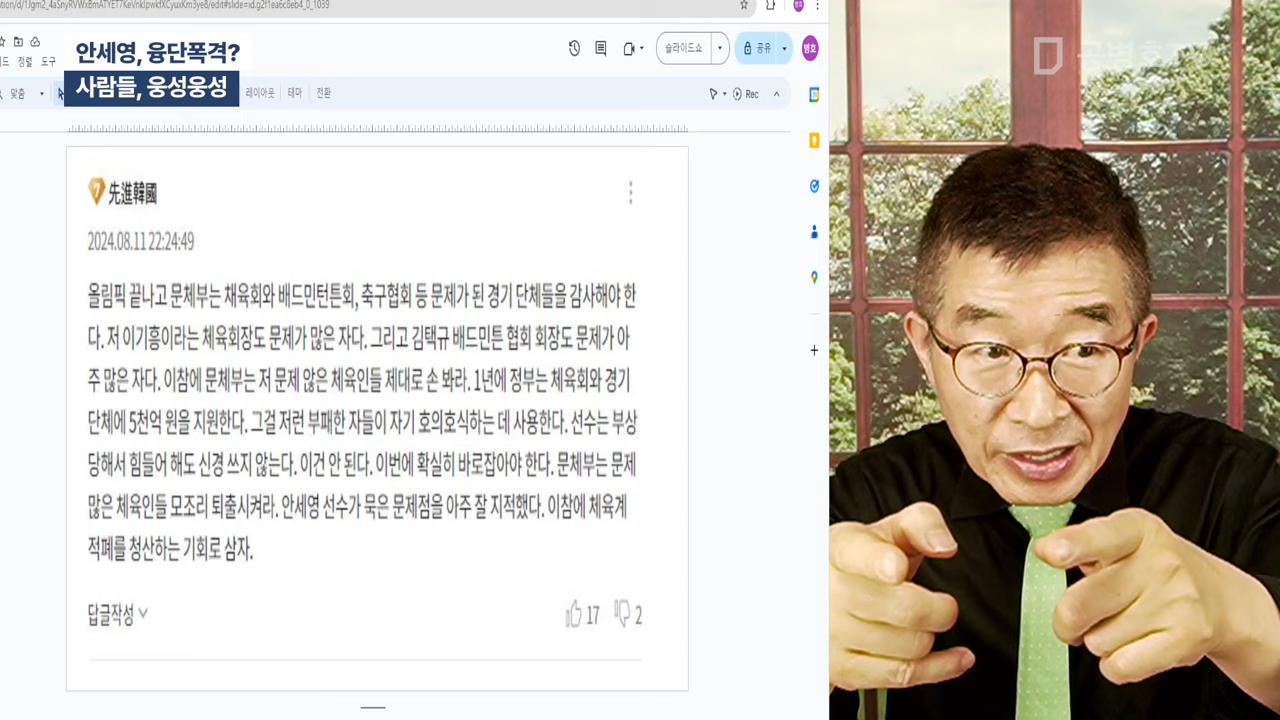 안세영, 융단폭격?
사람들, 웅성웅성
정렬 도구
슬라이드쇼
공유
병호
맞춤
레이아웃
테마
전환
Rec
先進韓國
2024.08.11 22:24:49
올림픽 끝나고 문체부는 채육회와 배드민턴튼회, 축구협회 등 문제가 된 경기 단체들을 감사해야 한
다. 저 이기흥이라는 체육회장도 문제가 많은 자다. 그리고 김택규 배드민튼 협회 회장도 문제가 아
주 많은 자다. 이참에 문체부는 저 문제 않은 체육인들 제대로 손 봐라. 1년에 정부는 체육회와 경기
단체에 5천억 원을 지원한다. 그걸 저런 부패한 자들이 자기 호의호식하는 데 사용한다. 선수는 부상
당해서 힘들어 해도 신경 쓰지 않는다. 이건 안 된다. 이번에 확실히 바로잡아야 한다. 문체부는 문제
많은 체육인들 모조리 퇴출시켜라. 안세영 선수가 묵은 문제점을 아주 잘 지적했다. 이참에 체육계
적폐를 청산하는 기회로 삼자.
답글작성
17
2